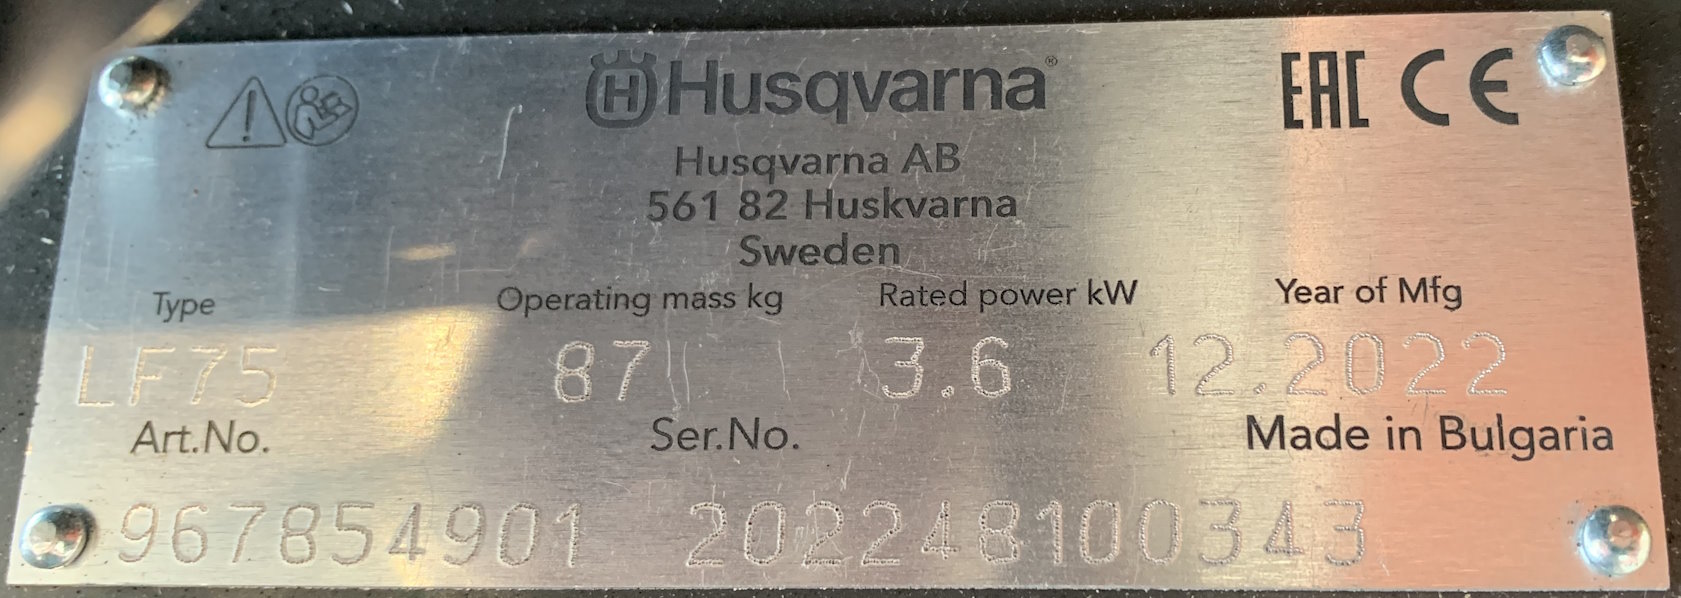 Husqvarna® EAC CE
Husqvarna AB
561 82 Huskvarna
Sweden
Type Operating mass kg Rated power kW Year of Mfg
LF75 87 3.6 12.2022
Art.No. Ser.No. Made in Bulgaria
967854901 202248100343